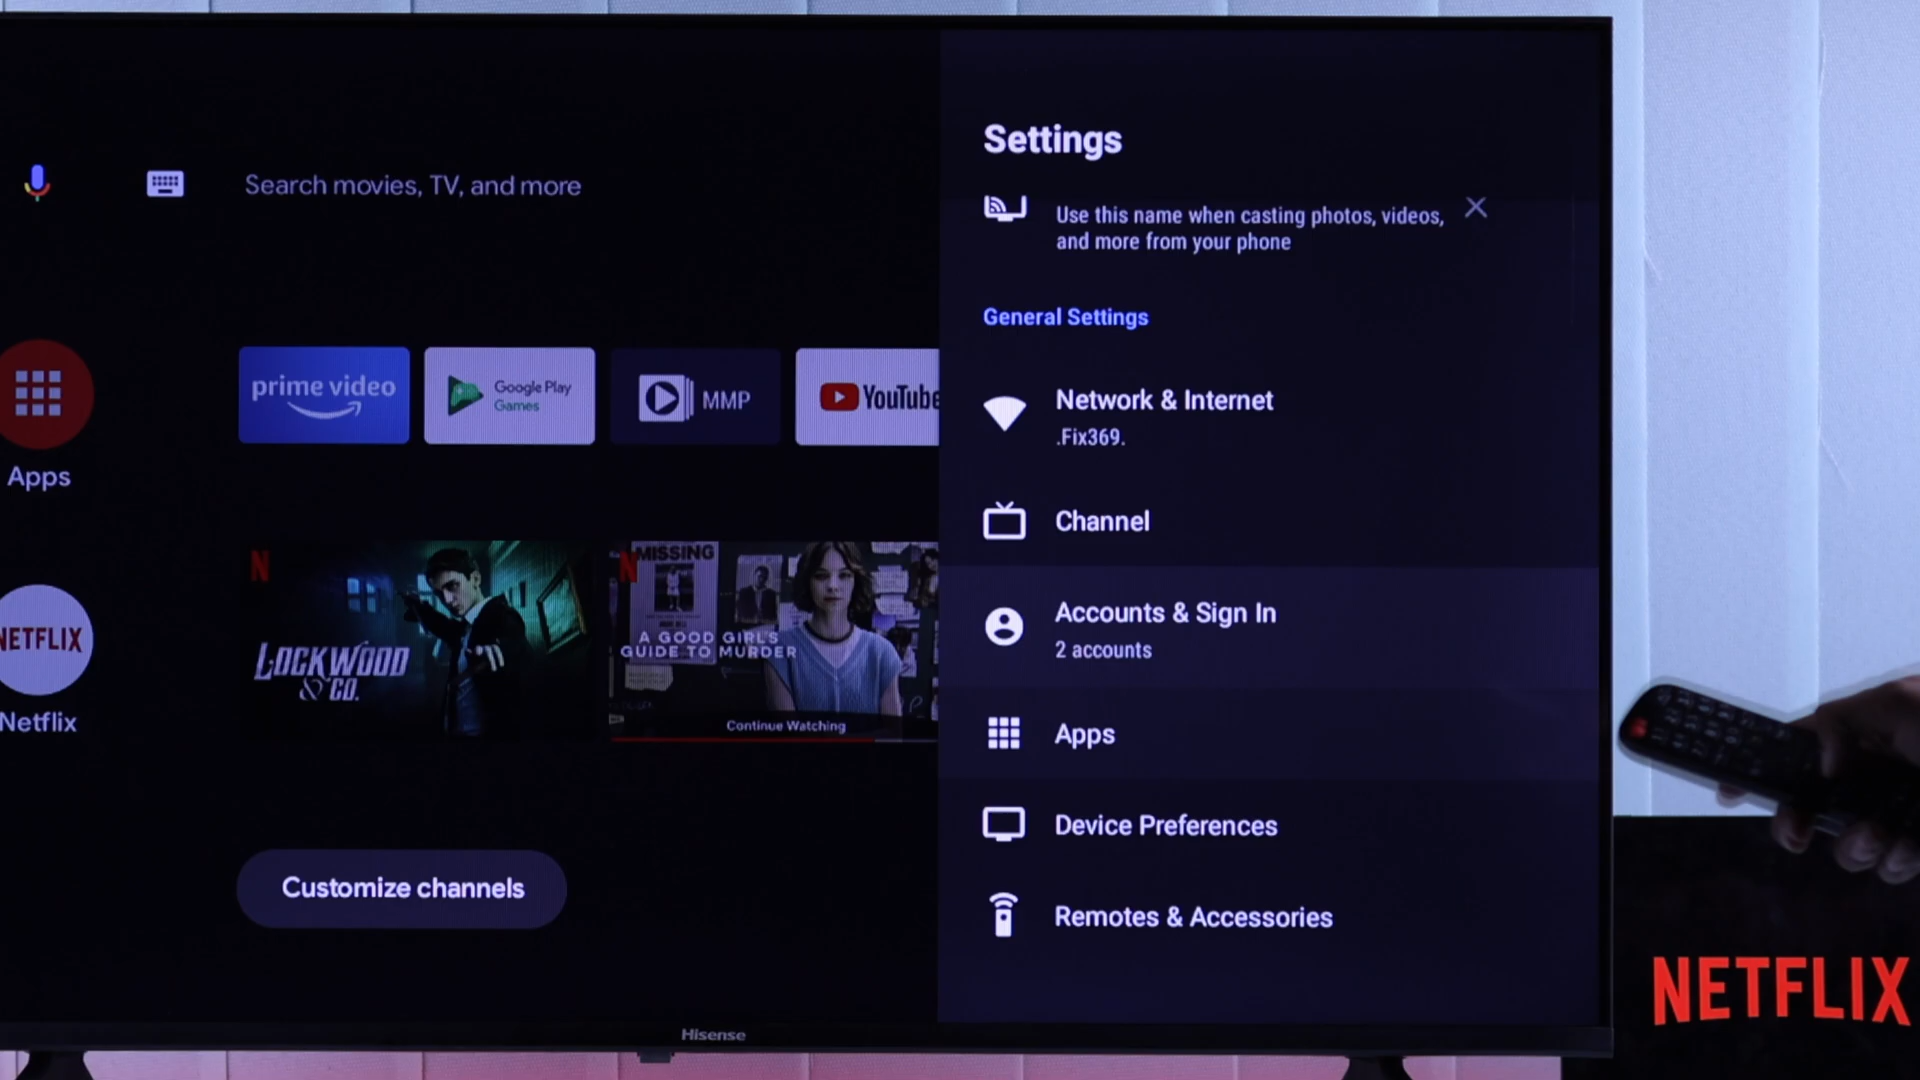 Settings
Search movies, TV, and more
Use this name when casting photos, videos,
and more from your phone
General Settings
prime video
Google Play
Games
MMP
YouTube
Network & Internet
.Fix369.
Apps
Channel
N
LOCKWOOD
& CO.
N
MISSING
A GOOD GIRL'S
GUIDE TO MURDER
Continue Watching
Accounts & Sign In
2 accounts
NETFLIX
Netflix
Apps
Device Preferences
Customize channels
Remotes & Accessories
Hisense
NETFLIX